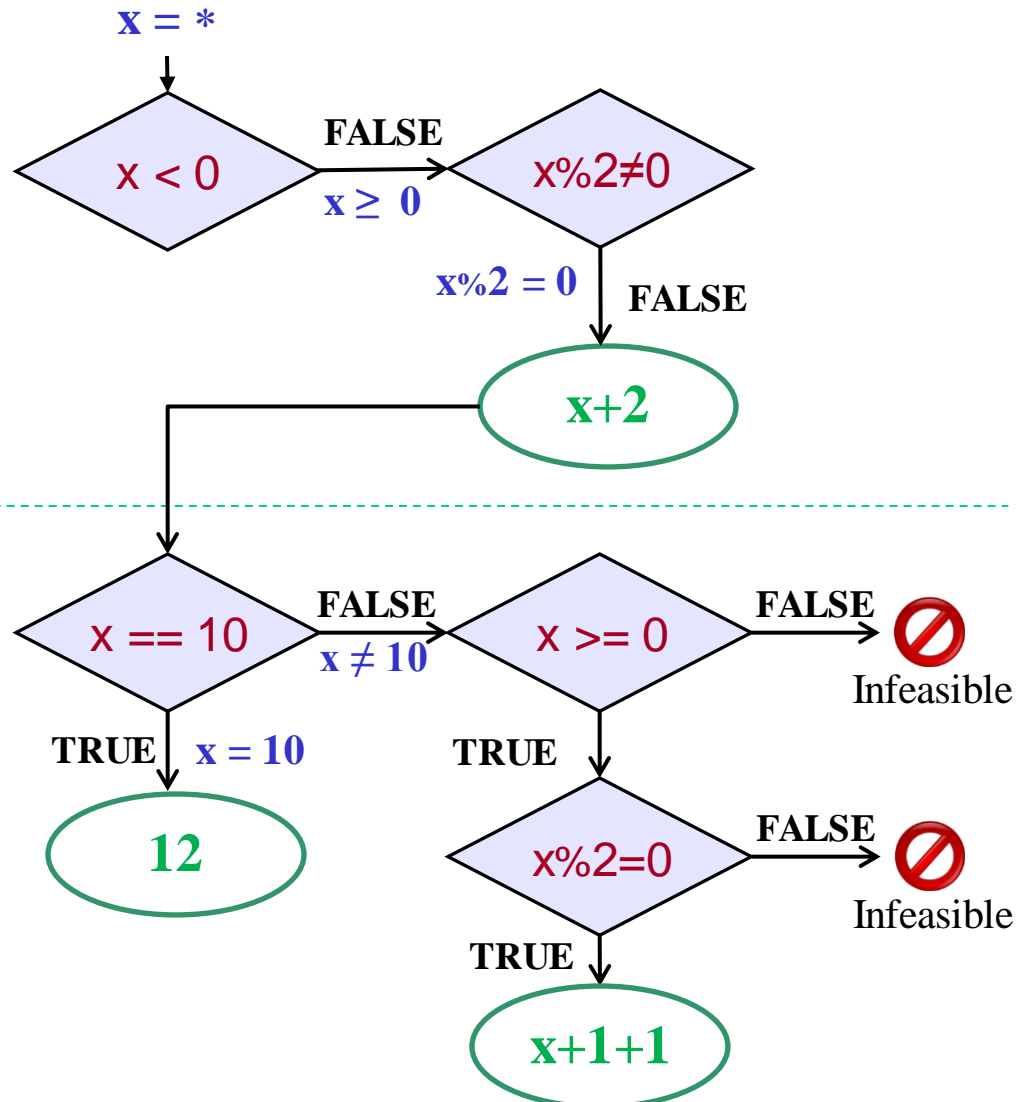 x = *
x < 0
FALSE
x ≥ 0
x%2≠0
x%2 = 0
FALSE
x+2
x == 10
FALSE
x ≠ 10
x >= 0
FALSE
Infeasible
TRUE
x = 10
TRUE
12
x%2=0
FALSE
Infeasible
TRUE
x+1+1